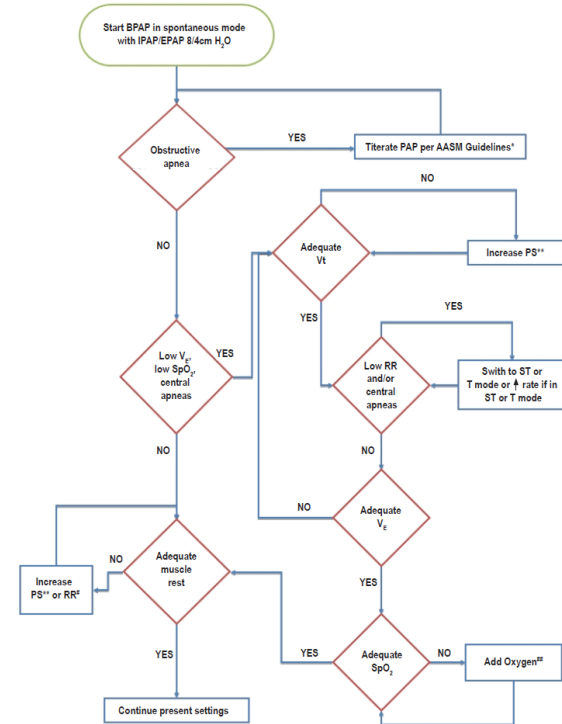 Start BPAP in spontaneous mode
with IPAP/EPAP 8/4cm H₂O
Obstructive
apnea
YES
Titerate PAP per AASM Guidelines*
NO
NO
Adequate
Vt
Increase PS**
YES
YES
Low V_E,
low SpO₂,
central
apneas
YES
Low RR
and/or
central
apneas
Swith to ST or
T mode or ↑ rate if in
ST or T mode
NO
NO
NO
Adequate
V_E
Adequate
muscle
rest
NO
Increase
PS** or RR#
YES
YES
Adequate
SpO₂
NO
Add Oxygen##
YES
Continue present settings